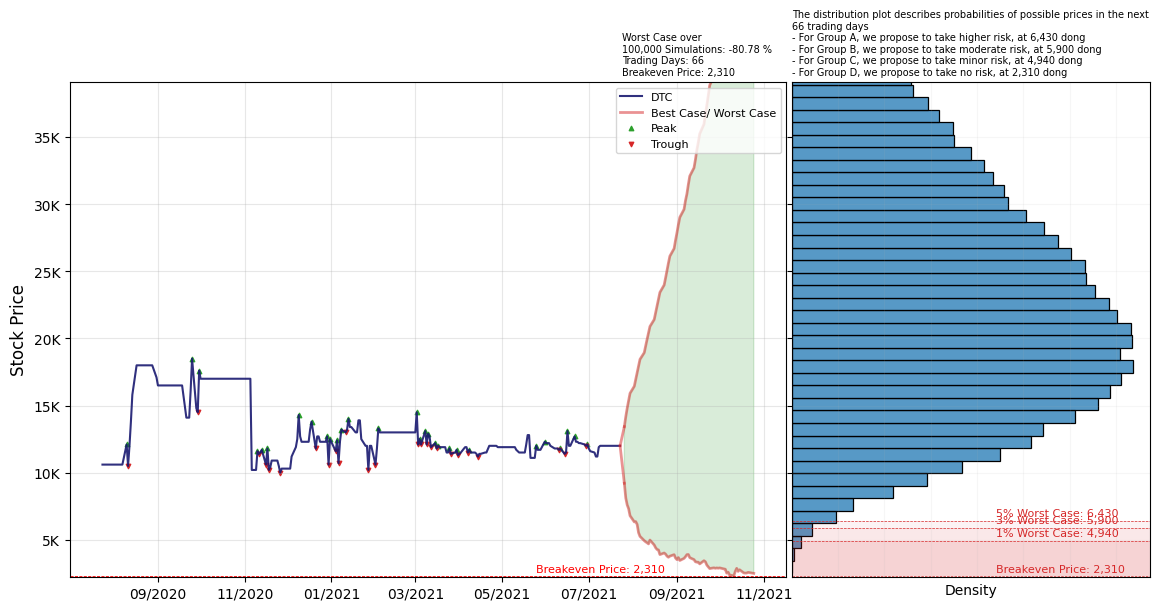 The distribution plot describes probabilities of possible prices in the next
66 trading days
- For Group A, we propose to take higher risk, at 6,430 dong
- For Group B, we propose to take moderate risk, at 5,900 dong
- For Group C, we propose to take minor risk, at 4,940 dong
- For Group D, we propose to take no risk, at 2,310 dong
Worst Case over
100,000 Simulations: -80.78 %
Trading Days: 66
Breakeven Price: 2,310
DTC
Best Case/ Worst Case
Peak
Trough
Stock Price
35K
30K
25K
20K
15K
10K
5K
Breakeven Price: 2,310
09/2020
11/2020
01/2021
03/2021
05/2021
07/2021
09/2021
11/2021
5% Worst Case: 6,430
3% Worst Case: 5,900
1% Worst Case: 4,940
Breakeven Price: 2,310
Density